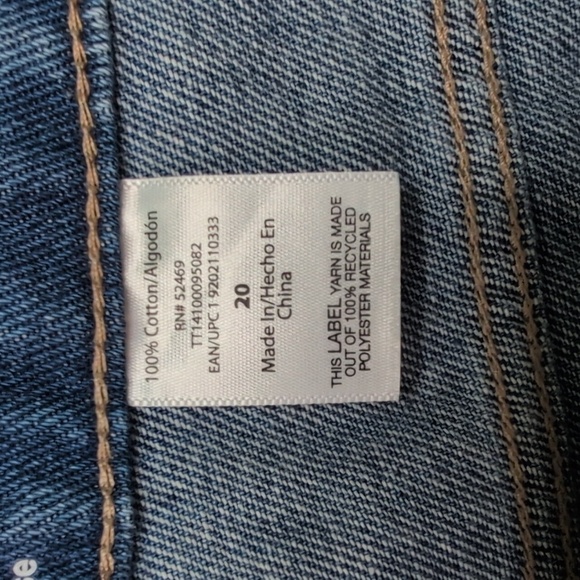 100% Cotton/Algodón
RN# 52469
TT14100095082
EAN/UPC 1 9202110333
20
Made In/Hecho En
China
THIS LABEL YARN IS MADE
OUT OF 100% RECYCLED
POLYESTER MATERIALS